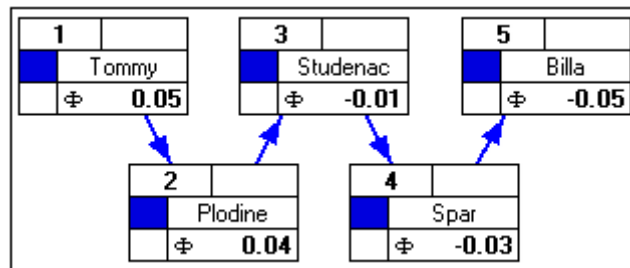 1
Tommy
Φ 0.05
2
Plodine
Φ 0.04
3
Studenac
Φ -0.01
4
Spar
Φ -0.03
5
Billa
Φ -0.05